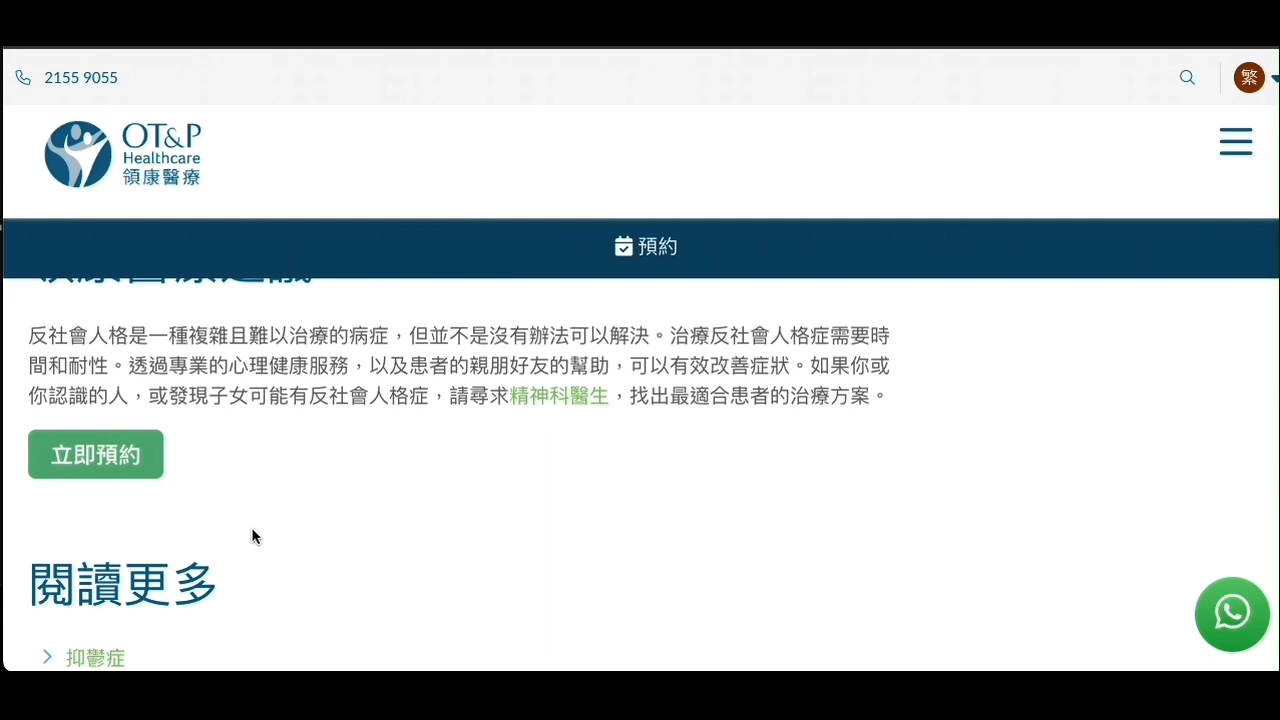 2155 9055
繁
OT&P
Healthcare
領康醫療
預約
反社會人格是一種複雜且難以治療的病症，但並不是沒有辦法可以解決。治療反社會人格症需要時
間和耐性。透過專業的心理健康服務，以及患者的親朋好友的幫助，可以有效改善症狀。如果你或
你認識的人，或發現子女可能有反社會人格症，請尋求精神科醫生，找出最適合患者的治療方案。
立即預約
閱讀更多
抑鬱症